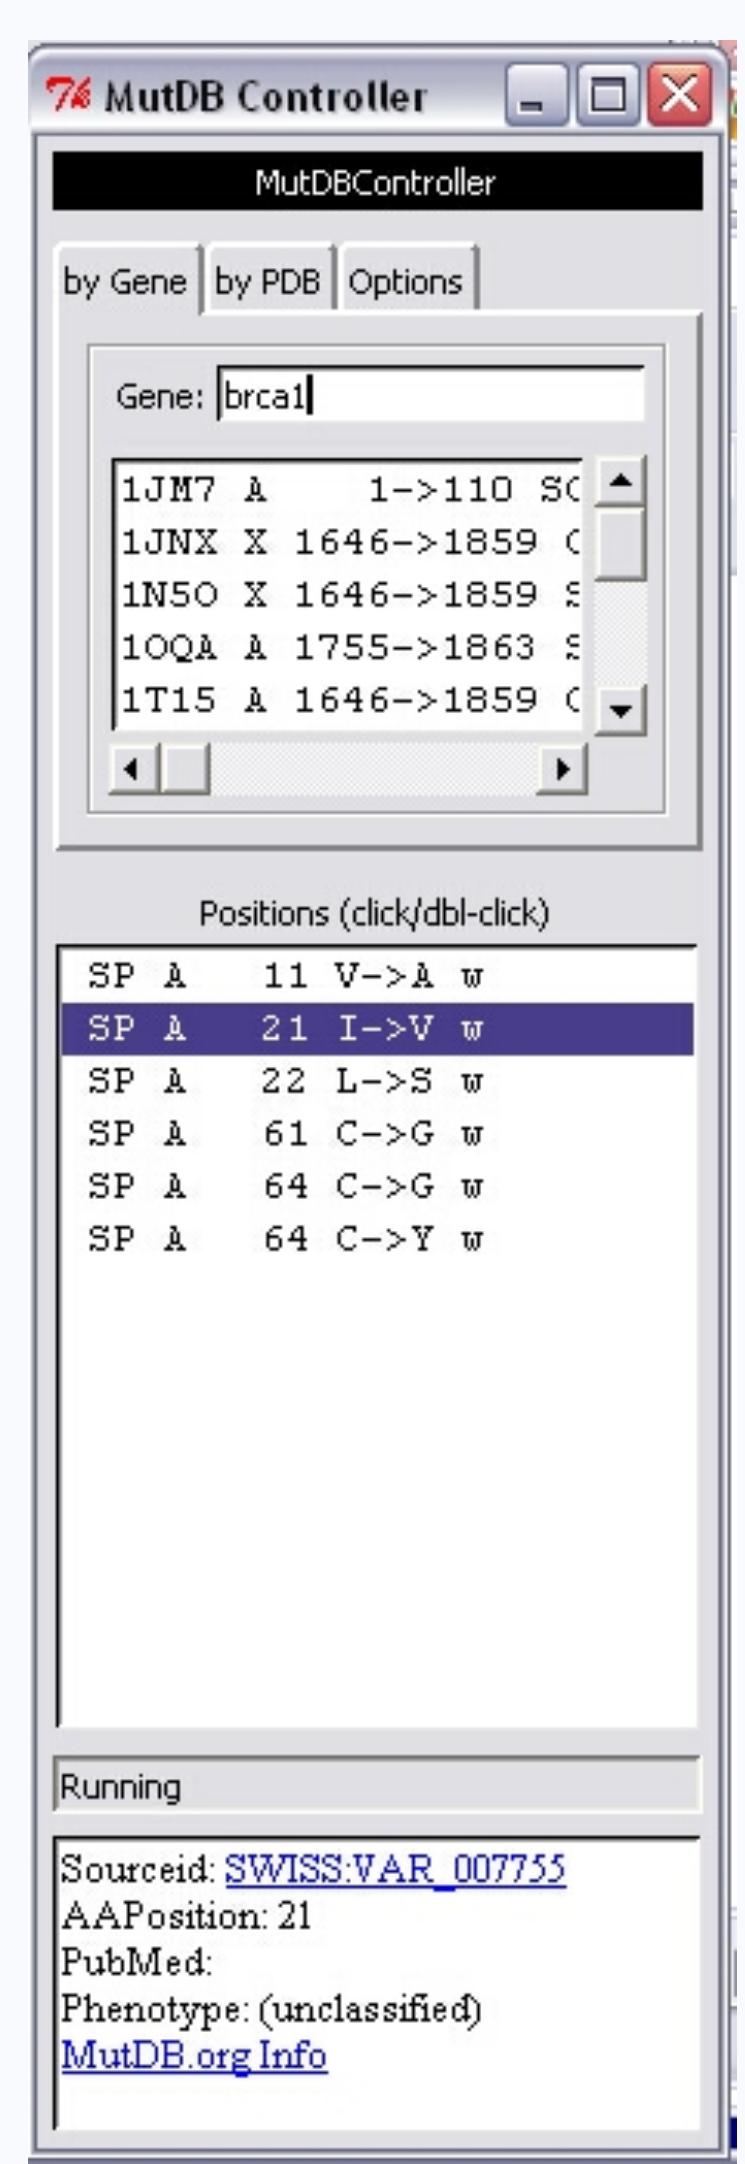 MutDB Controller
MutDBController
by Gene by PDB Options
Gene: brca1
1JM7 A 1->110
1JNX X 1646->1859
1N5O X 1646->1859
1OQA A 1755->1863
1T15 A 1646->1859
Positions (click/dbl-click)
SP A 11 V->A w
SP A 21 I->V w
SP A 22 L->S w
SP A 61 C->G w
SP A 64 C->G w
SP A 64 C->Y w
Running
Sourceid: SWISS:VAR_007755
AAPosition: 21
PubMed:
Phenotype: (unclassified)
MutDB.org Info